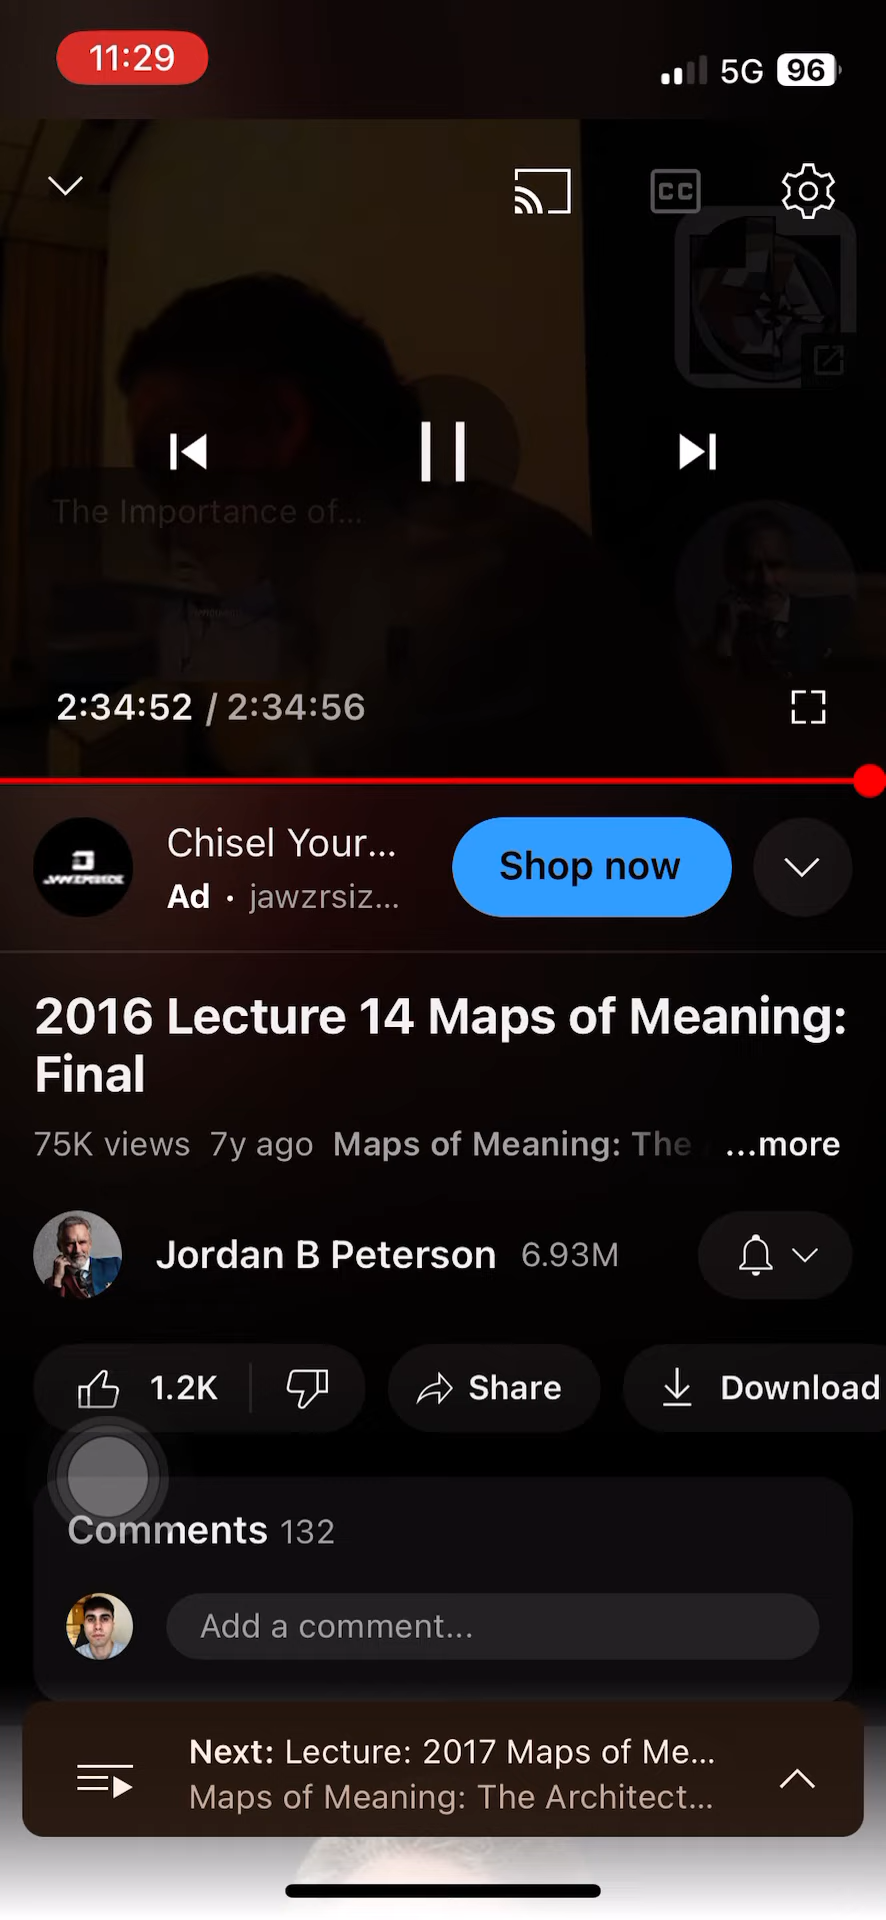 11:29
5G 96
CC
The Importance of...
2:34:52 / 2:34:56
Chisel Your...
Shop now
Ad · jawzrsiz...
2016 Lecture 14 Maps of Meaning:
Final
75K views 7y ago Maps of Meaning: The ...more
Jordan B Peterson 6.93M
1.2K
Share
Download
Comments 132
Add a comment...
Next: Lecture: 2017 Maps of Me...
Maps of Meaning: The Architect...